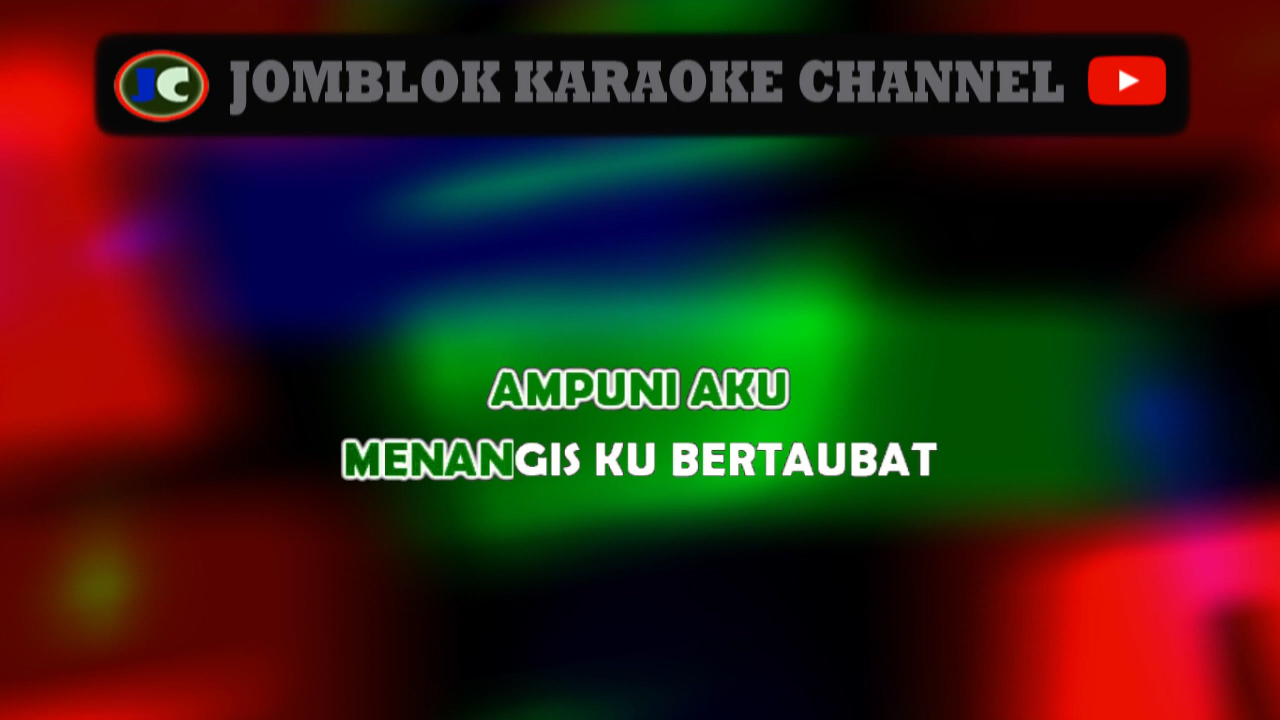 JC JOMBLOK KARAOKE CHANNEL
AMPUNI AKU
MENANGIS KU BERTAUBAT